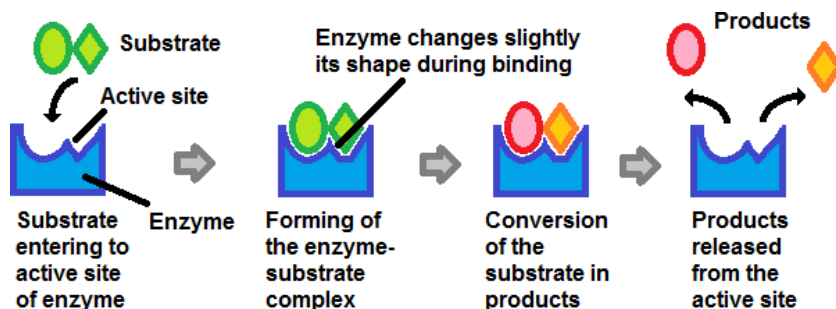 Substrate
Active site
Enzyme
Substrate
entering to
active site
of enzyme
Enzyme changes slightly
its shape during binding
Forming of
the enzyme-
substrate
complex
Conversion
of the
substrate in
products
Products
Products
released
from the
active site